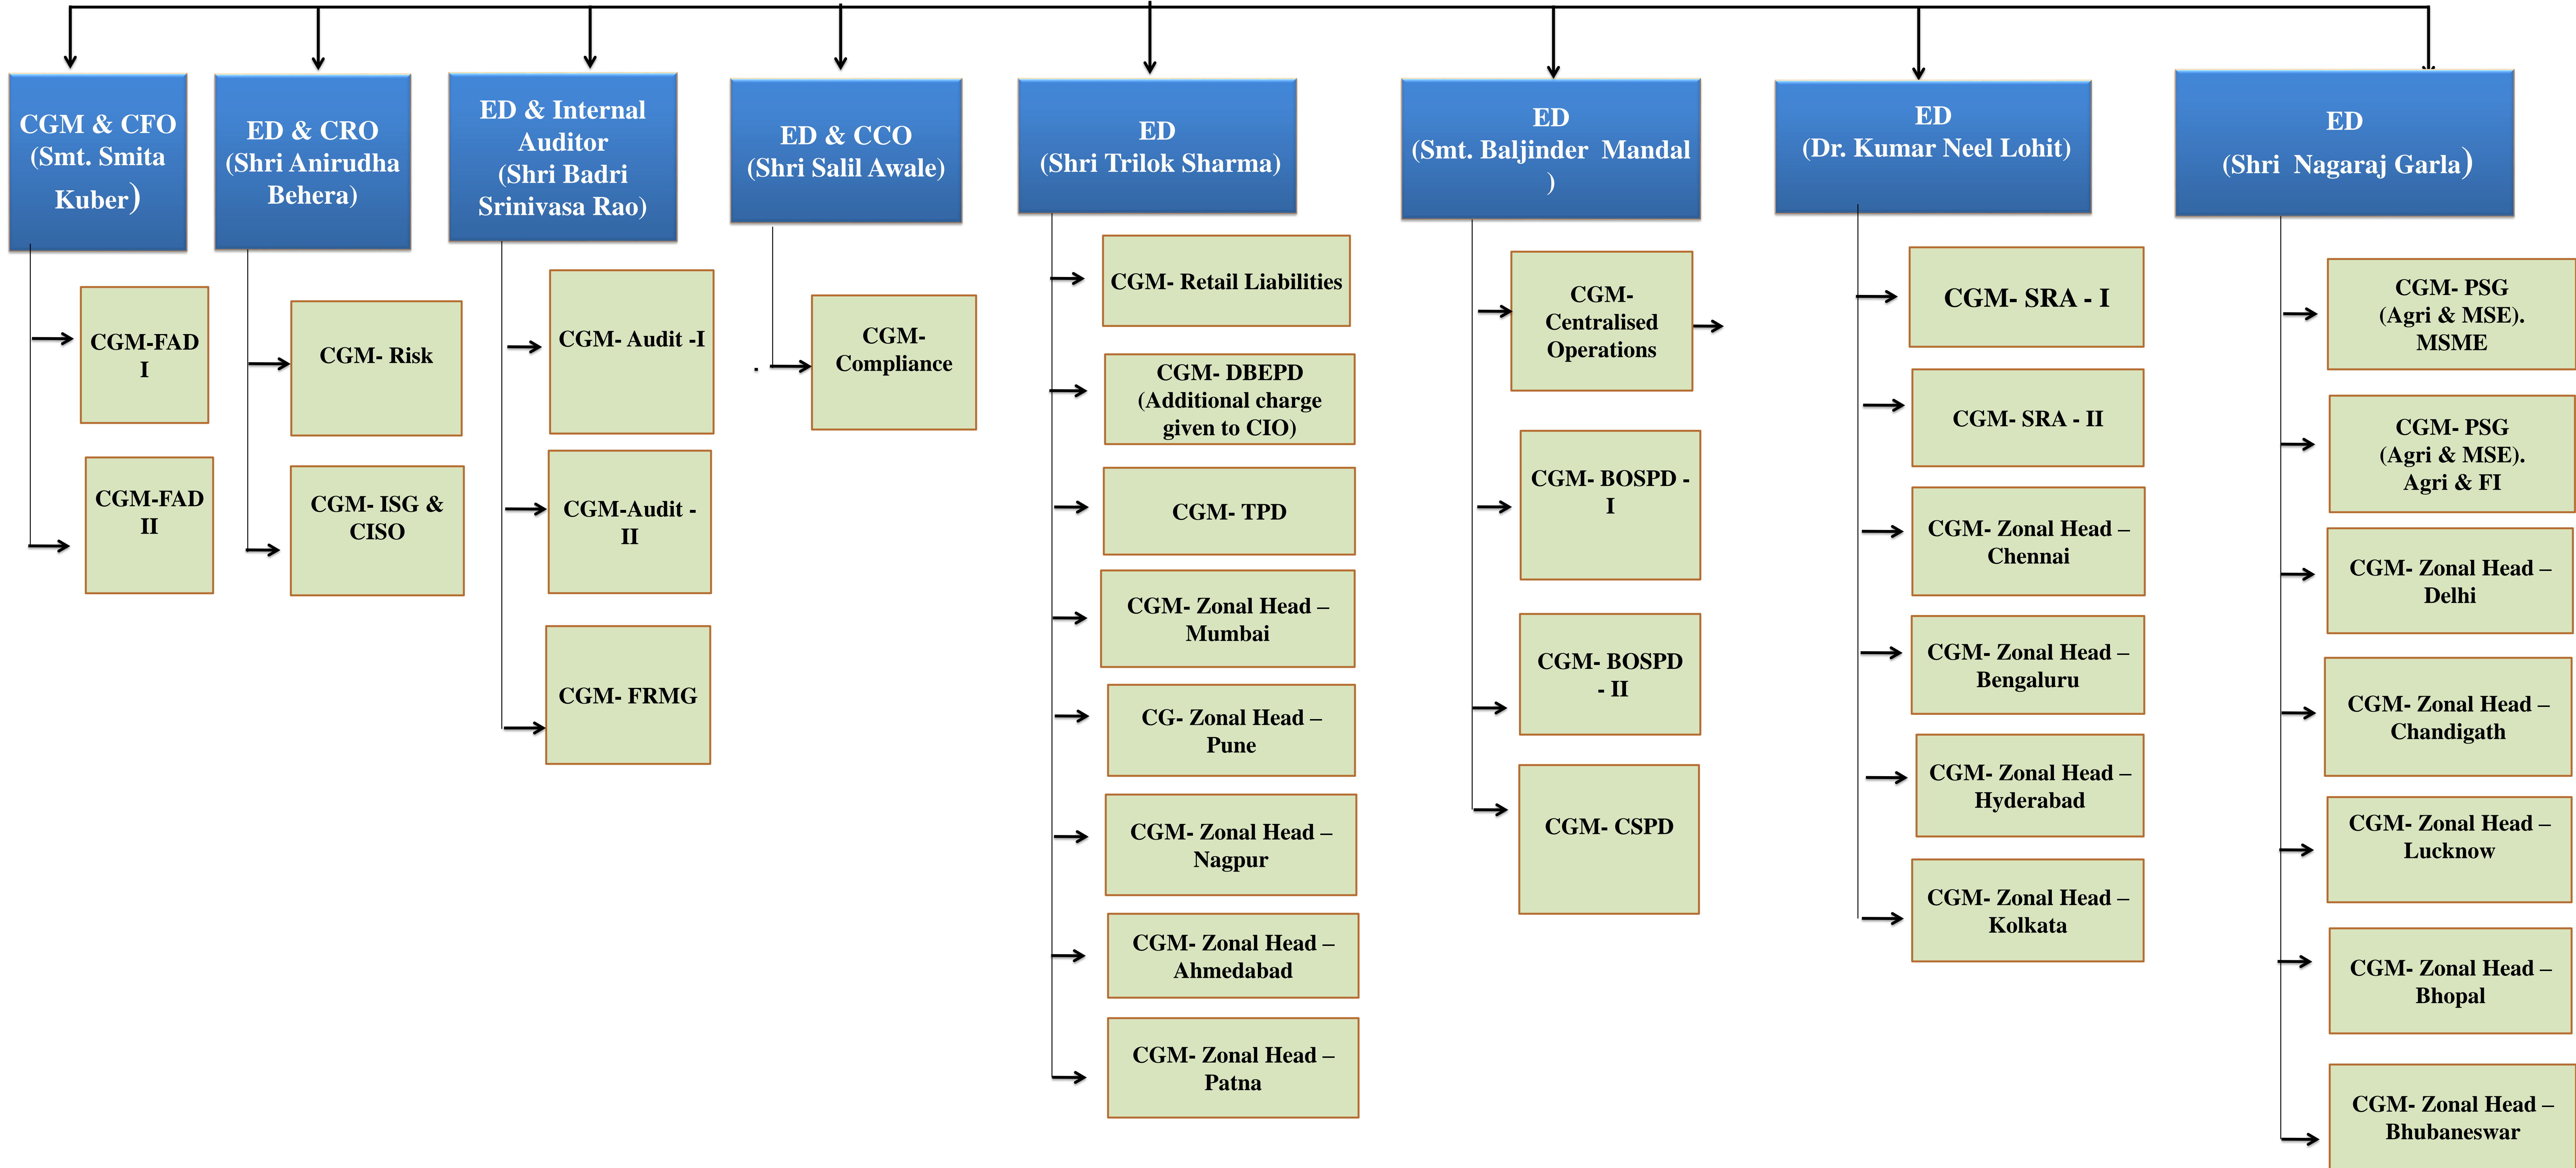 CGM & CFO
(Smt. Smita
Kuber)
CGM-FAD
I
CGM-FAD
II
ED & CRO
(Shri Anirudha
Behera)
CGM- Risk
CGM- ISG &
CISO
ED & Internal
Auditor
(Shri Badri
Srinivasa Rao)
CGM- Audit -I
CGM-Audit -
II
CGM- FRMG
ED & CCO
(Shri Salil Awale)
.
CGM-
Compliance
ED
(Shri Trilok Sharma)
CGM- Retail Liabilities
CGM- DBEPD
(Additional charge
given to CIO)
CGM- TPD
CGM- Zonal Head –
Mumbai
CG- Zonal Head –
Pune
CGM- Zonal Head –
Nagpur
CGM- Zonal Head –
Ahmedabad
CGM- Zonal Head –
Patna
ED
(Smt. Baljinder  Mandal
)
CGM-
Centralised
Operations
CGM- BOSPD -
I
CGM- BOSPD
- II
CGM- CSPD
ED
(Dr. Kumar Neel Lohit)
CGM- SRA - I
CGM- SRA - II
CGM- Zonal Head –
Chennai
CGM- Zonal Head –
Bengaluru
CGM- Zonal Head –
Hyderabad
CGM- Zonal Head –
Kolkata
ED
(Shri  Nagaraj Garla)
CGM- PSG
(Agri & MSE).
MSME
CGM- PSG
(Agri & MSE).
Agri & FI
CGM- Zonal Head –
Delhi
CGM- Zonal Head –
Chandigath
CGM- Zonal Head –
Lucknow
CGM- Zonal Head –
Bhopal
CGM- Zonal Head –
Bhubaneswar